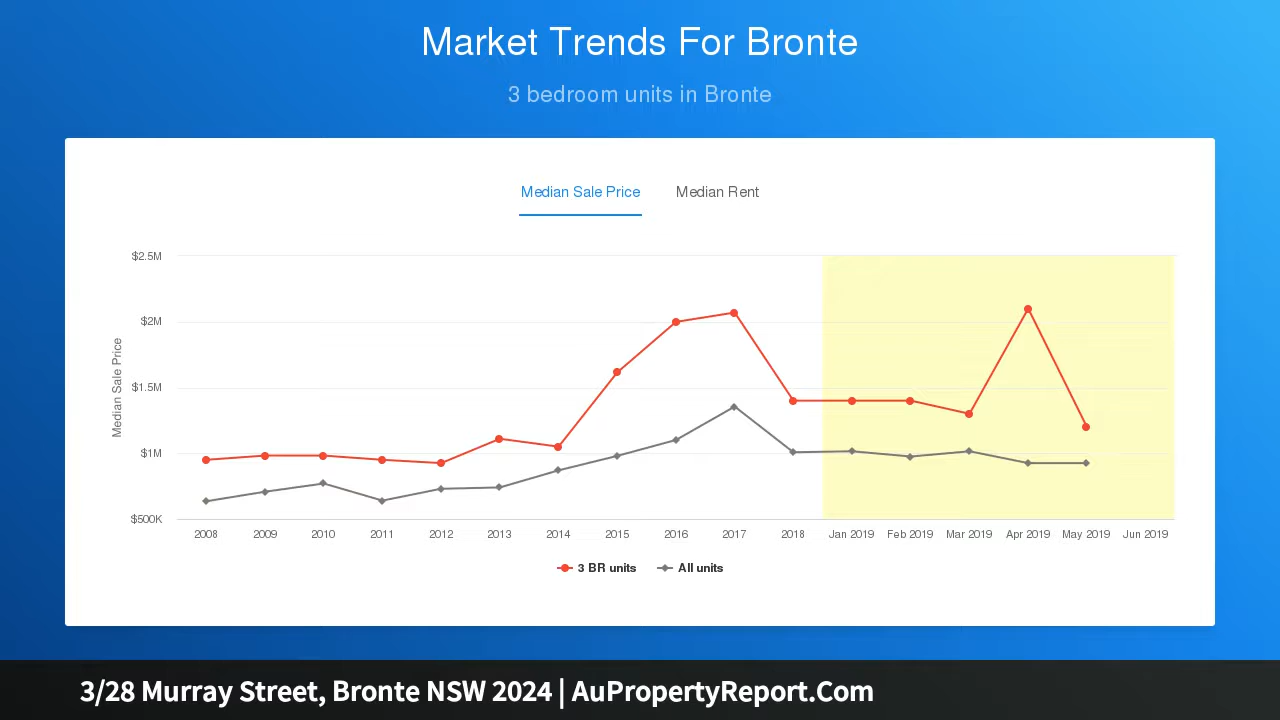 Market Trends For Bronte
3 bedroom units in Bronte
Median Sale Price Median Rent
$2.5M
$2M
$1.5M
$1M
$500K
Median Sale Price
2008 2009 2010 2011 2012 2013 2014 2015 2016 2017 2018 Jan 2019 Feb 2019 Mar 2019 Apr 2019 May 2019 Jun 2019
3 BR units All units
3/28 Murray Street, Bronte NSW 2024 | AuPropertyReport.Com